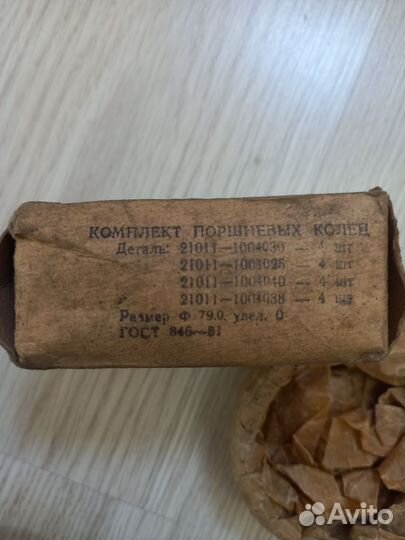 КОМПЛЕКТ ПОРШНЕВЫХ КОЛЕЦ
Деталь: 21011—1004030 — 4 шт
21011—1004025 — 4 шт
21011—1004040 — 4 шт
21011—1004038 — 4 шт
Размер Ф 79.0, увел. 0
ГОСТ 846—81
Avito